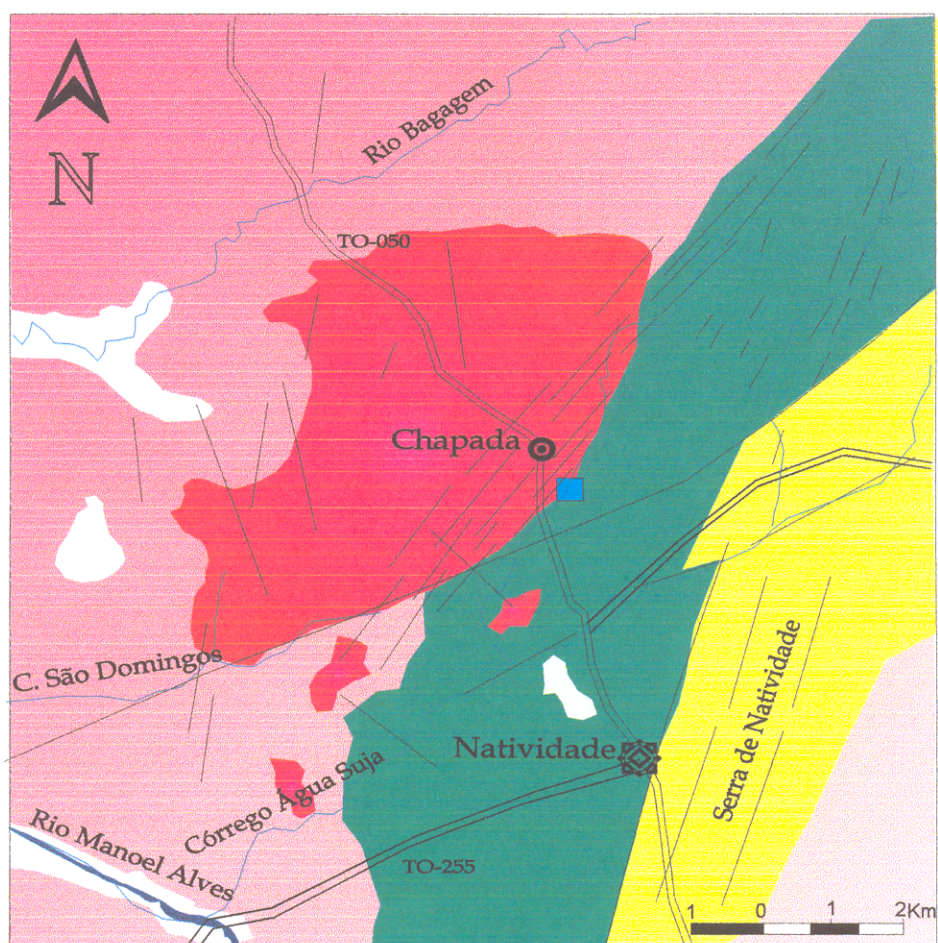 Rio Bagagem
N
TO-050
Chapada
C. São Domingos
Serra de Natividade
Natividade
Córrego Água Suja
Rio Manoel Alves
TO-255
1 0 1 2Km